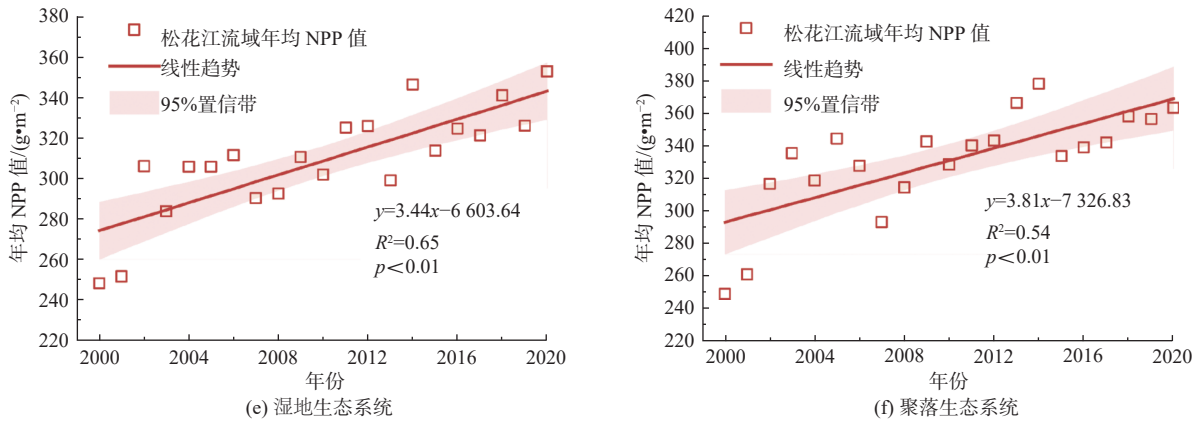 380
360
340
320
300
280
260
240
220
年均 NPP 值/(g•m⁻²)
松花江流域年均 NPP 值
线性趋势
95%置信带
y=3.44x−6 603.64
R²=0.65
p<0.01
2000 2004 2008 2012 2016 2020
年份
(e) 湿地生态系统
420
400
380
360
340
320
300
280
260
240
220
年均 NPP 值/(g•m⁻²)
松花江流域年均 NPP 值
线性趋势
95%置信带
y=3.81x−7 326.83
R²=0.54
p<0.01
2000 2004 2008 2012 2016 2020
年份
(f) 聚落生态系统